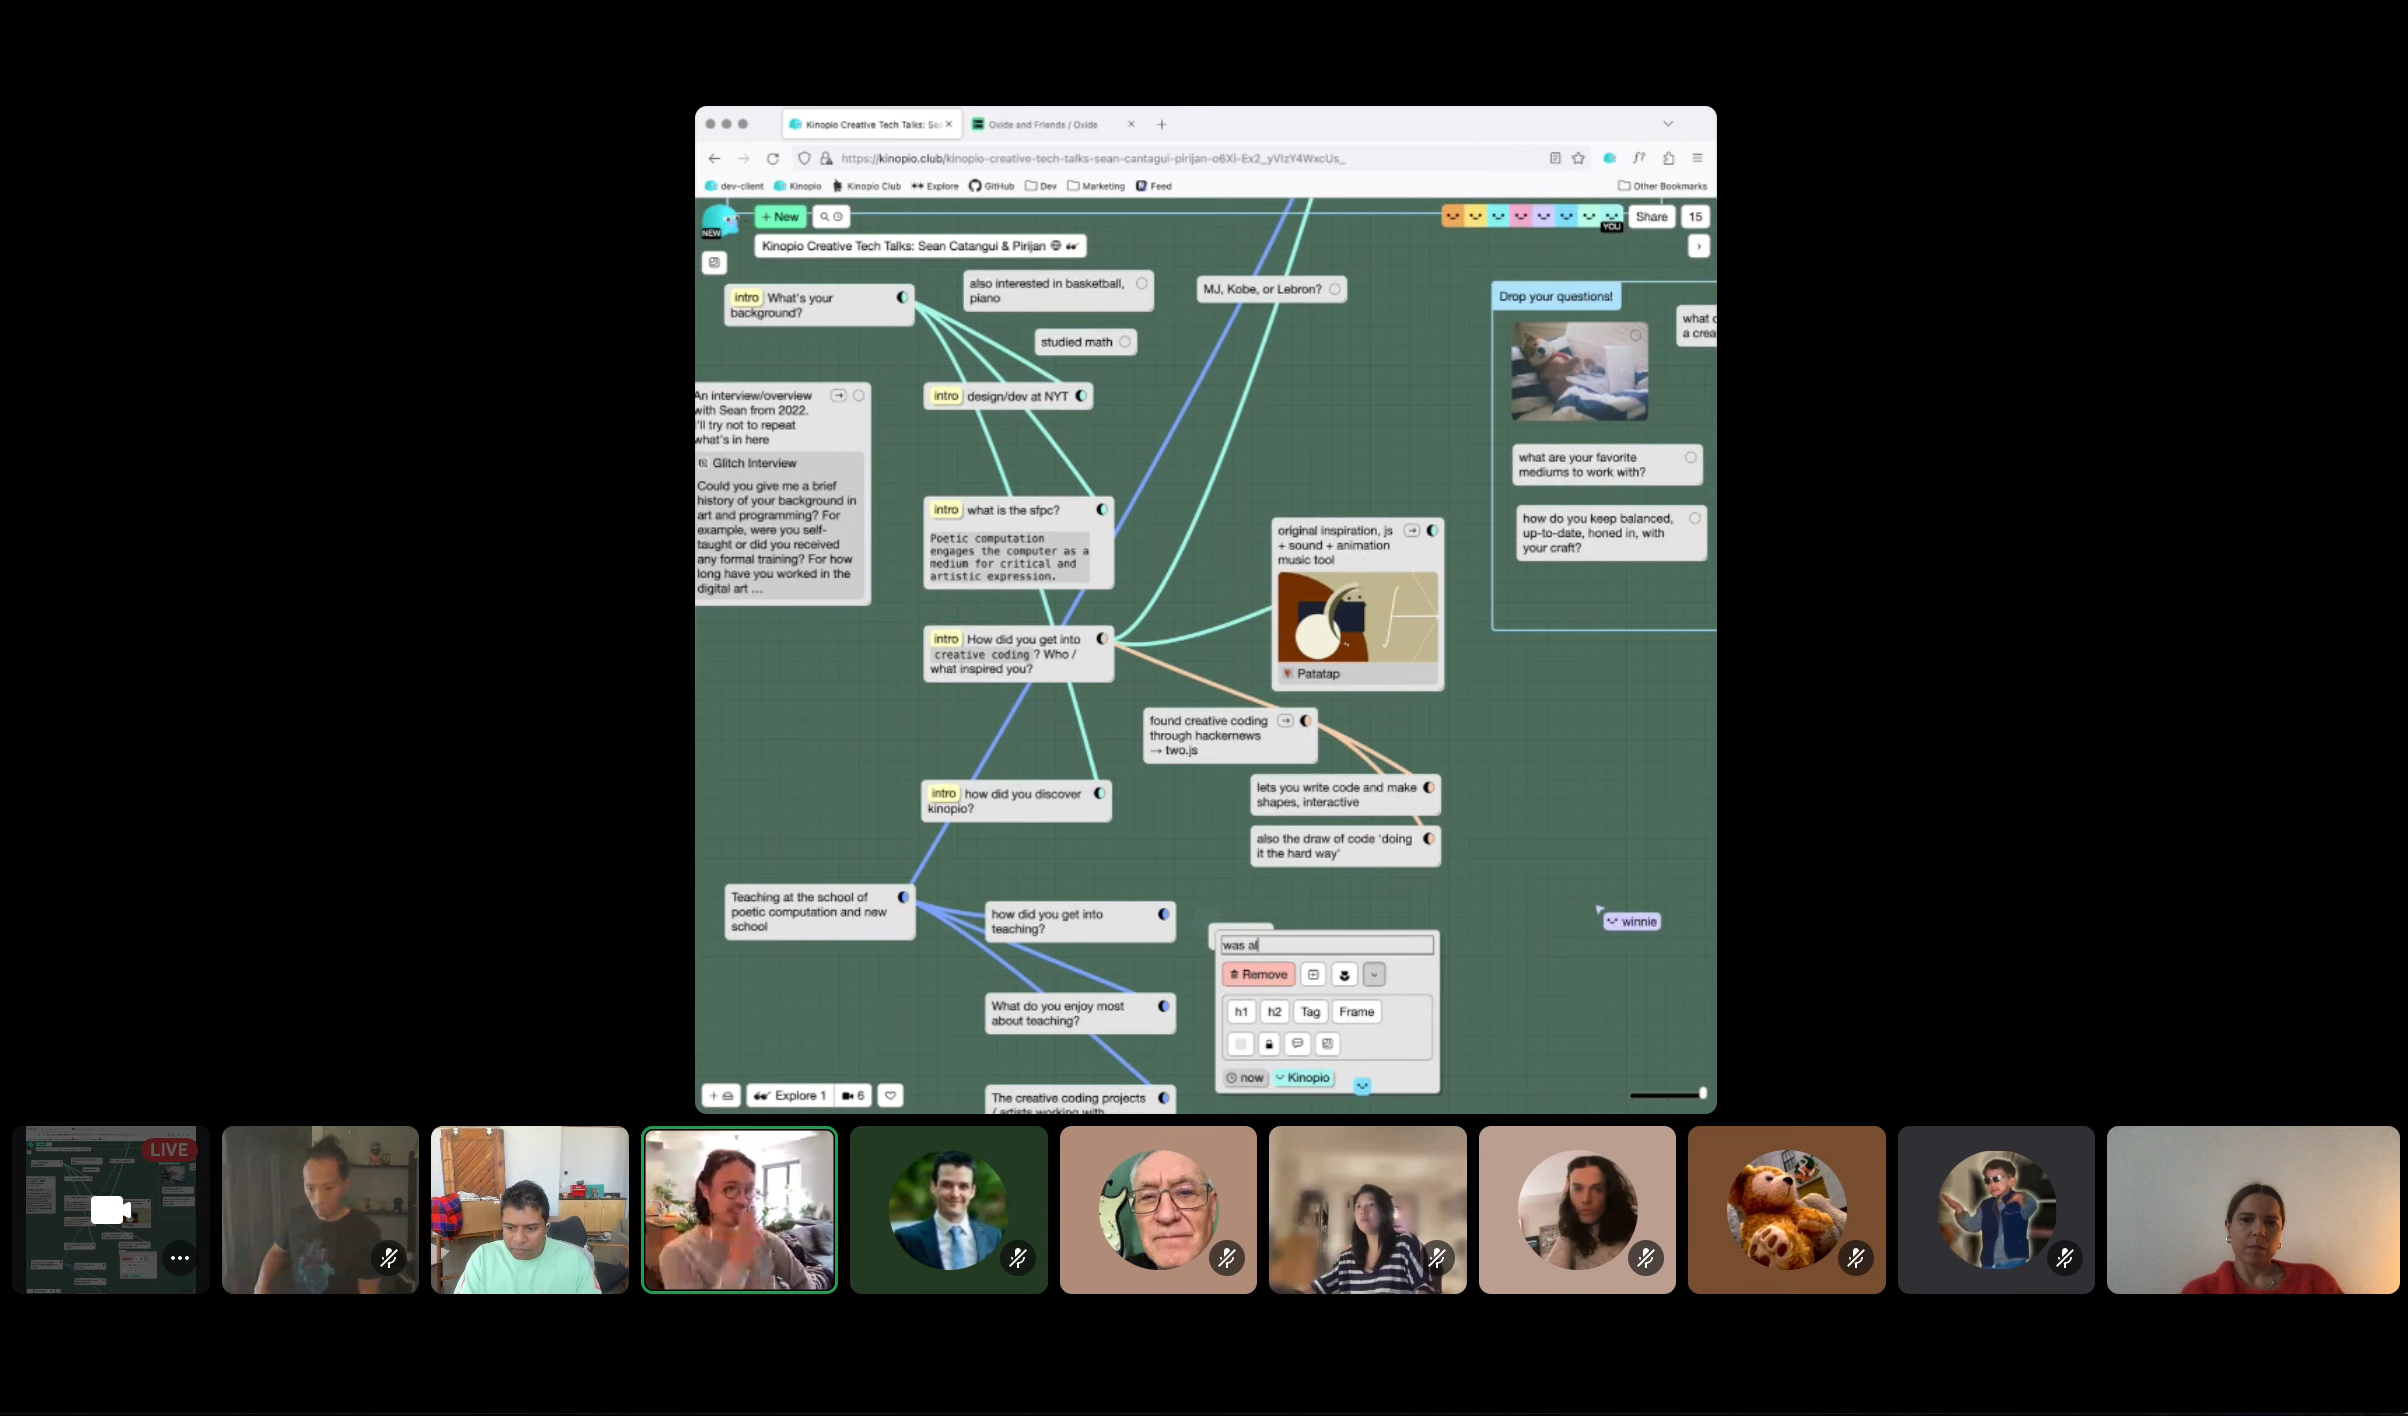 Kinopio Creative Tech Talks: Se
Oxide and Friends / Oxide
https://kinopio.club/kinopio-creative-tech-talks-sean-cantagui-pirijan-o6Xi-Ex2_yVIzY4WxcUs_
dev-client
Kinopio
Kinopio Club
Explore
GitHub
Dev
Marketing
Feed
Other Bookmarks
NEW
+ New
YOU
Share
15
Kinopio Creative Tech Talks: Sean Catangui & Pirijan
intro What's your
background?
also interested in basketball,
piano
MJ, Kobe, or Lebron?
studied math
Drop your questions!
what
a crea
An interview/overview
with Sean from 2022.
I'll try not to repeat
what's in here
Glitch Interview
Could you give me a brief
history of your background in
art and programming? For
example, were you self-
taught or did you received
any formal training? For how
long have you worked in the
digital art ...
intro design/dev at NYT
what are your favorite
mediums to work with?
how do you keep balanced,
up-to-date, honed in, with
your craft?
intro what is the sfpc?
Poetic computation
engages the computer as a
medium for critical and
artistic expression.
original inspiration, js
+ sound + animation
music tool
Patatap
intro How did you get into
creative coding ? Who /
what inspired you?
found creative coding
through hackernews
→ two.js
lets you write code and make
shapes, interactive
also the draw of code 'doing
it the hard way'
intro how did you discover
kinopio?
Teaching at the school of
poetic computation and new
school
how did you get into
teaching?
What do you enjoy most
about teaching?
The creative coding projects
/ artists working with
was al
Remove
h1
h2
Tag
Frame
now
Kinopio
winnie
Explore 1
6
LIVE